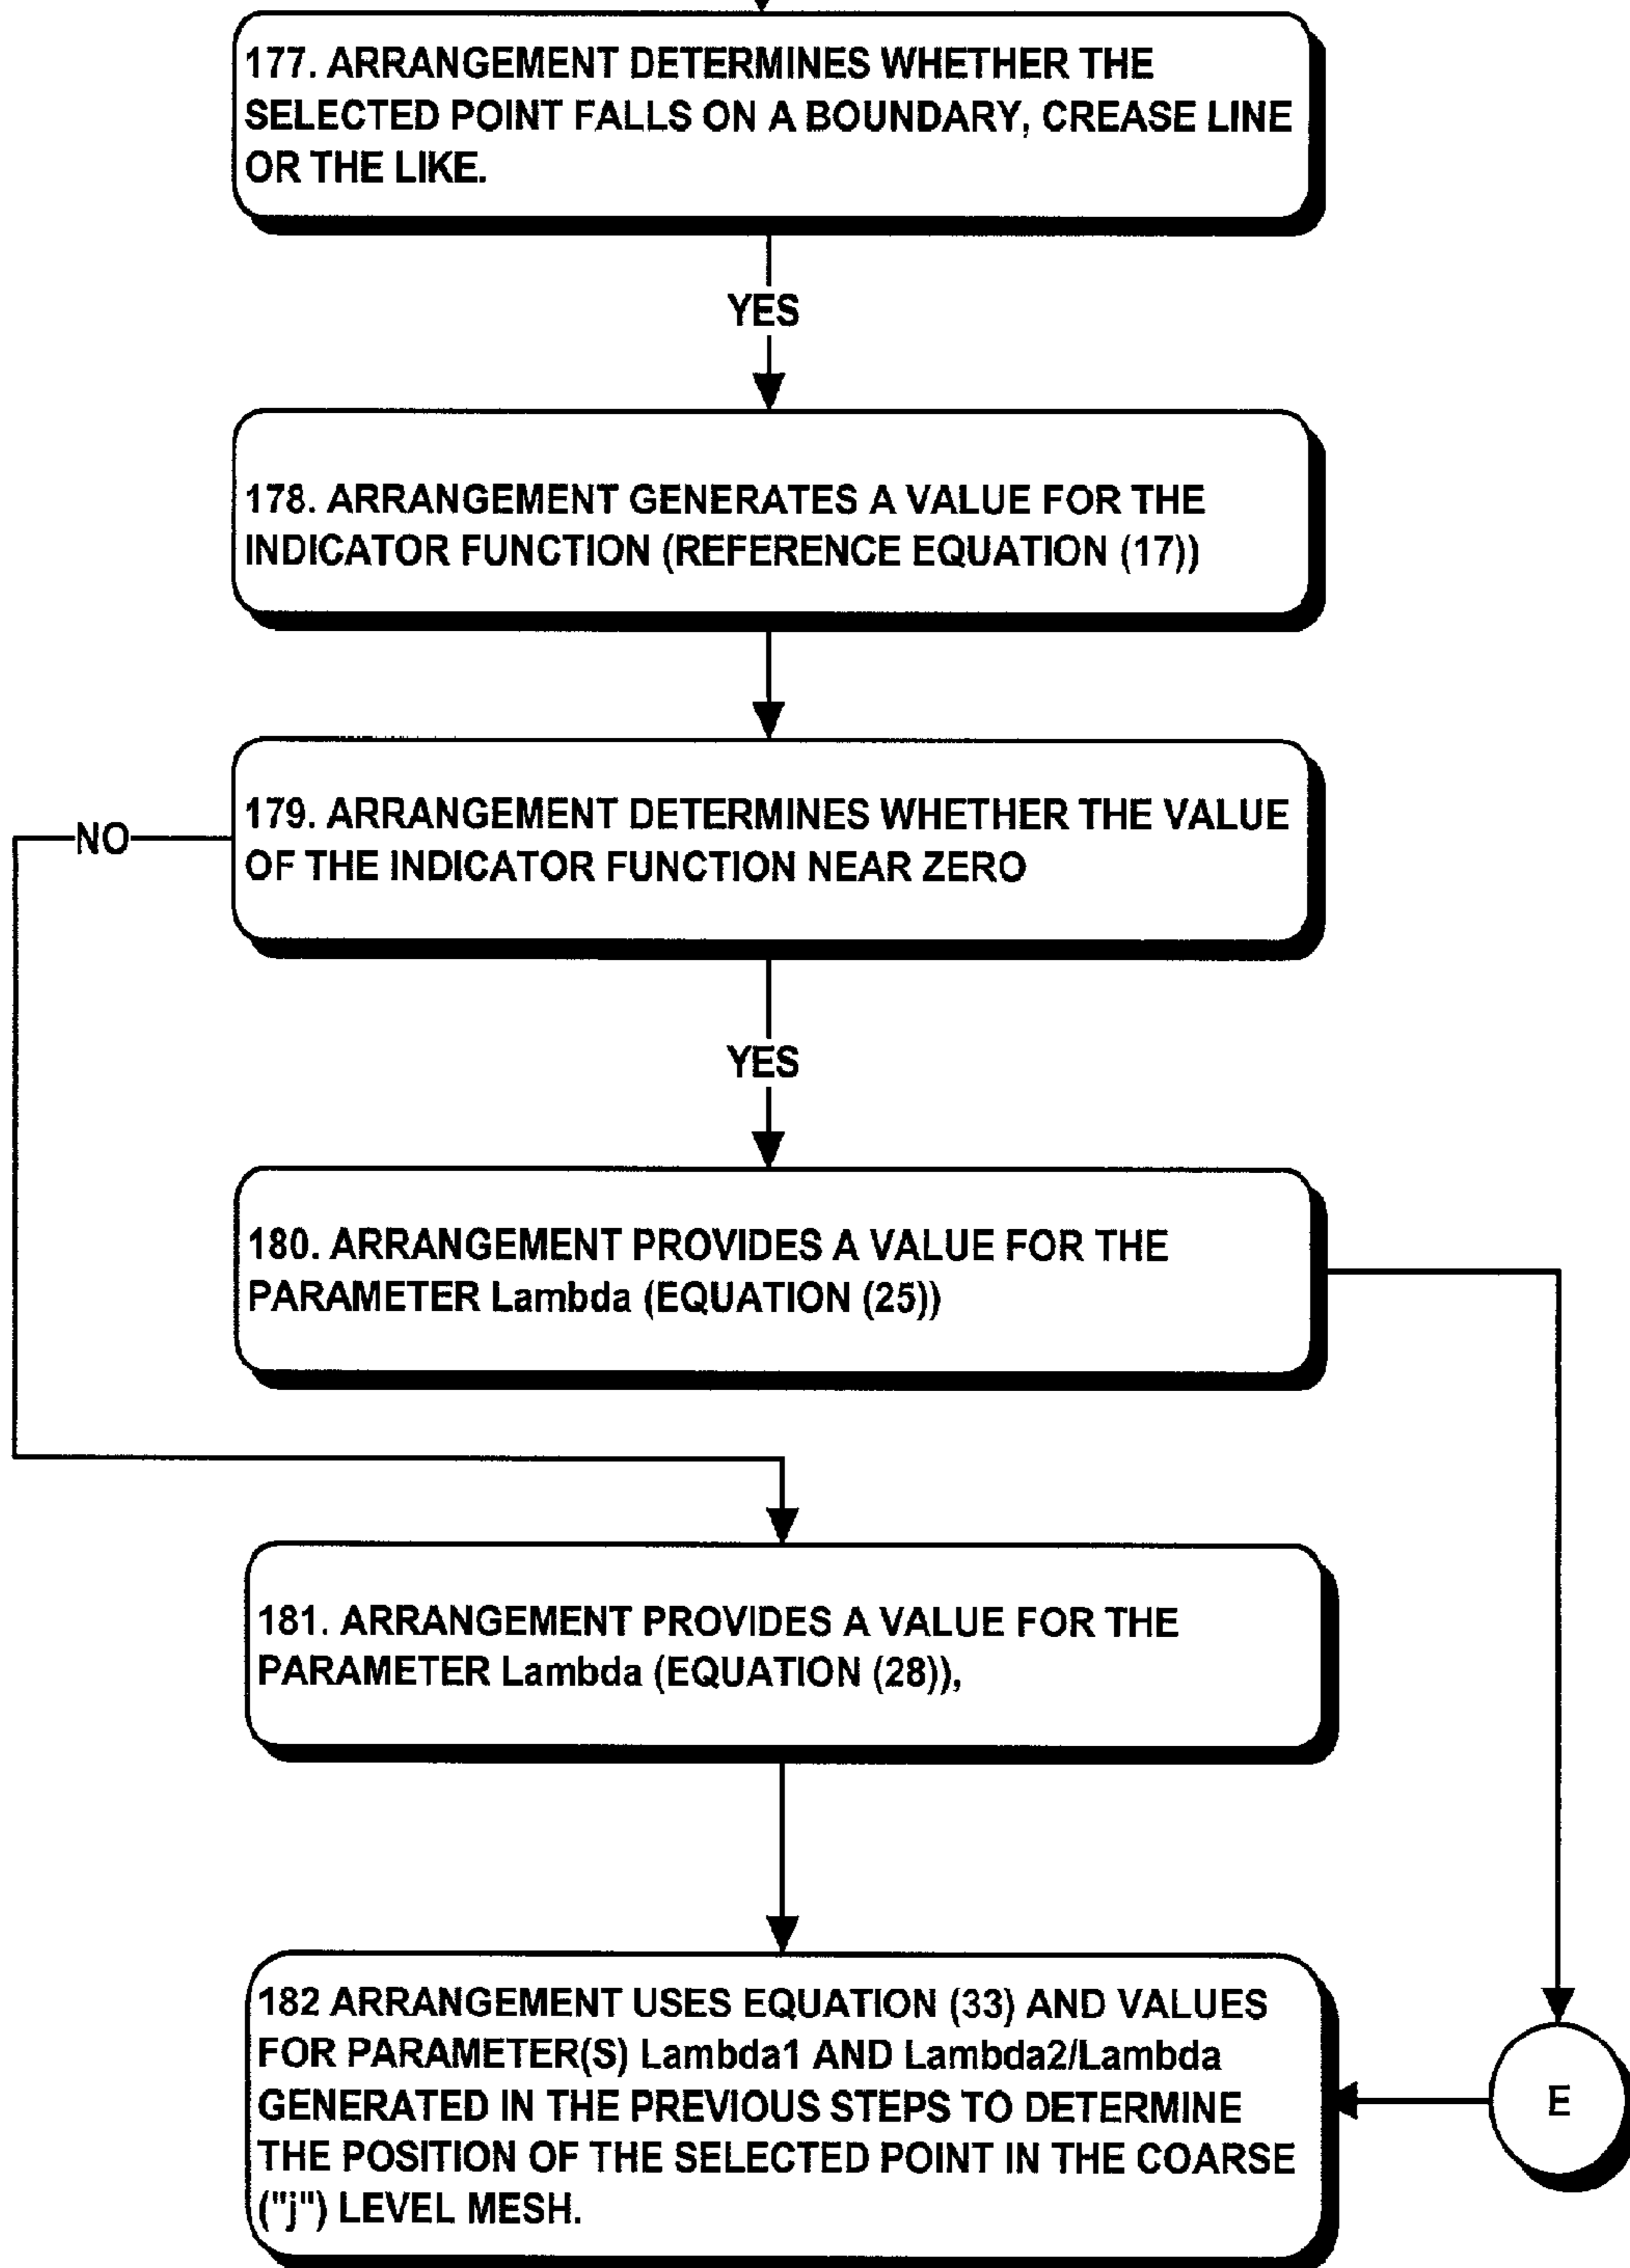 177. ARRANGEMENT DETERMINES WHETHER THE
SELECTED POINT FALLS ON A BOUNDARY, CREASE LINE
OR THE LIKE.
YES
178. ARRANGEMENT GENERATES A VALUE FOR THE
INDICATOR FUNCTION (REFERENCE EQUATION (17))
179. ARRANGEMENT DETERMINES WHETHER THE VALUE
OF THE INDICATOR FUNCTION NEAR ZERO
NO
YES
180. ARRANGEMENT PROVIDES A VALUE FOR THE
PARAMETER Lambda (EQUATION (25))
181. ARRANGEMENT PROVIDES A VALUE FOR THE
PARAMETER Lambda (EQUATION (28)),
182 ARRANGEMENT USES EQUATION (33) AND VALUES
FOR PARAMETER(S) Lambda1 AND Lambda2/Lambda
GENERATED IN THE PREVIOUS STEPS TO DETERMINE
THE POSITION OF THE SELECTED POINT IN THE COARSE
("j") LEVEL MESH.
E